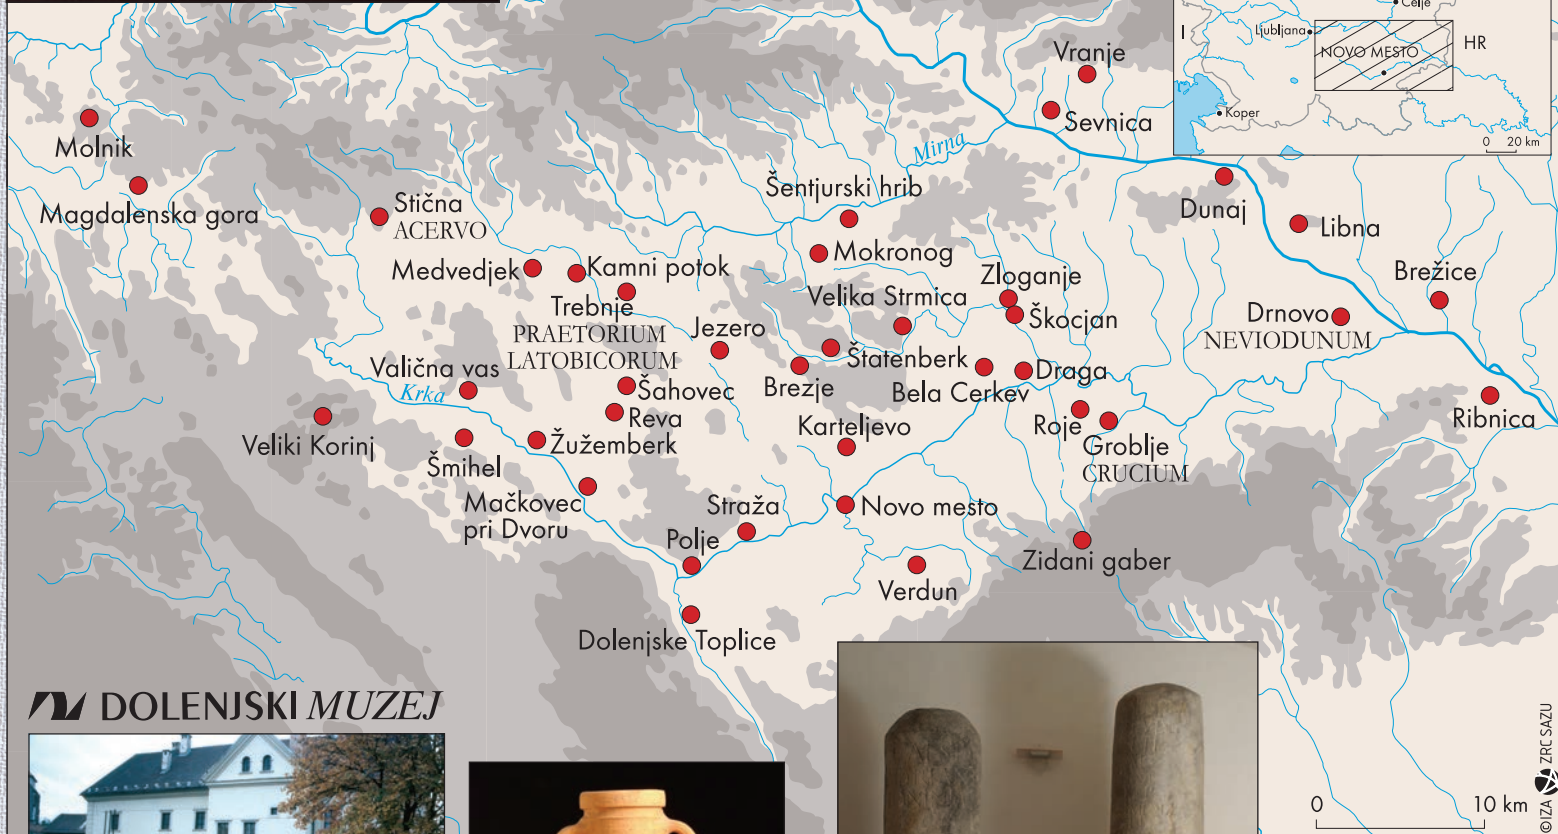 Celje
Ljubljana
I
NOVO MESTO
HR
Koper
0 20 km
Vranje
Sevnica
Molnik
Mirna
Magdalenska gora
Stična
ACERVO
Šentjurski hrib
Dunaj
Libna
Medvedjek
Kamni potok
Mokronog
Zloganje
Brežice
Trebnje
PRAETORIUM
LATOBICORUM
Velika Strmica
Škocjan
Drnovo
NEVIODUNUM
Jezero
Valična vas
Krka
Štatenberk
Brezje
Bela Cerkev
Draga
Šahovec
Reva
Ribnica
Veliki Korinj
Šmihel
Žužemberk
Karteljevo
Roje
Groblje
CRUCIUM
Mačkovec
pri Dvoru
Straža
Novo mesto
Polje
Zidani gaber
Verdun
Dolenjske Toplice
DOLENJSKI MUZEJ
0 10 km
©IZA ZRC SAZU